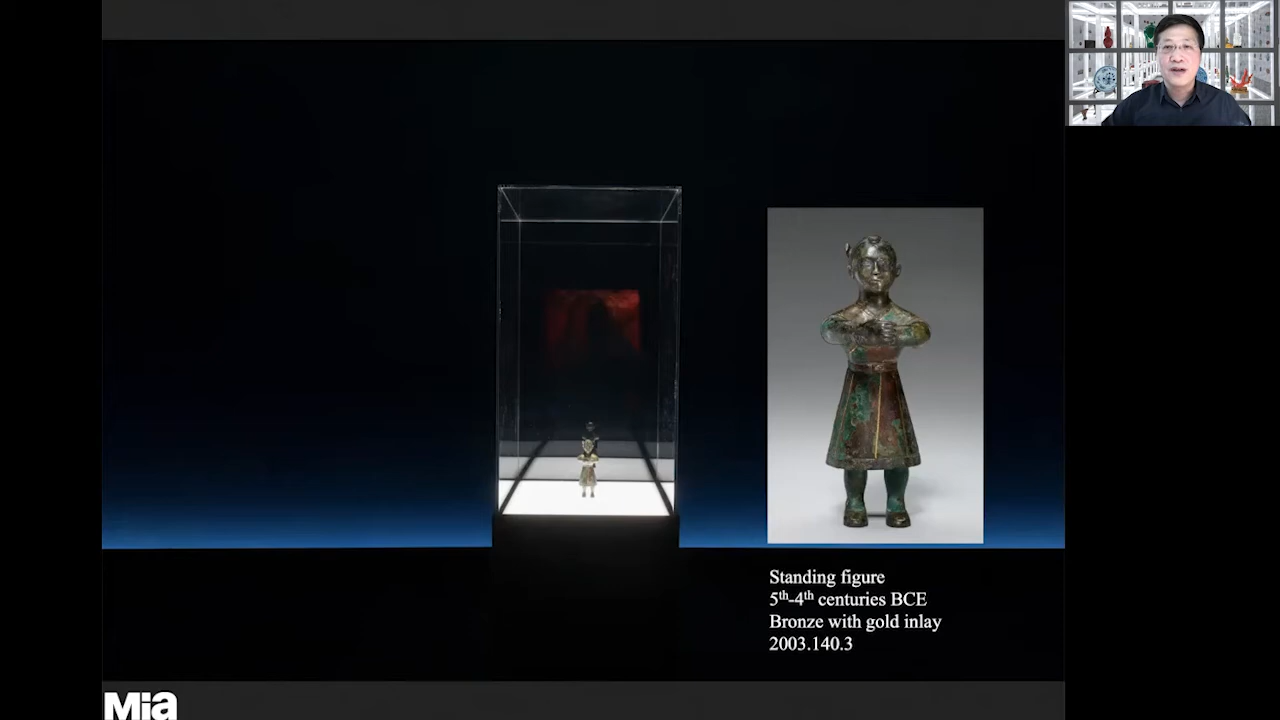 Standing figure
5th-4th centuries BCE
Bronze with gold inlay
2003.140.3
Mia